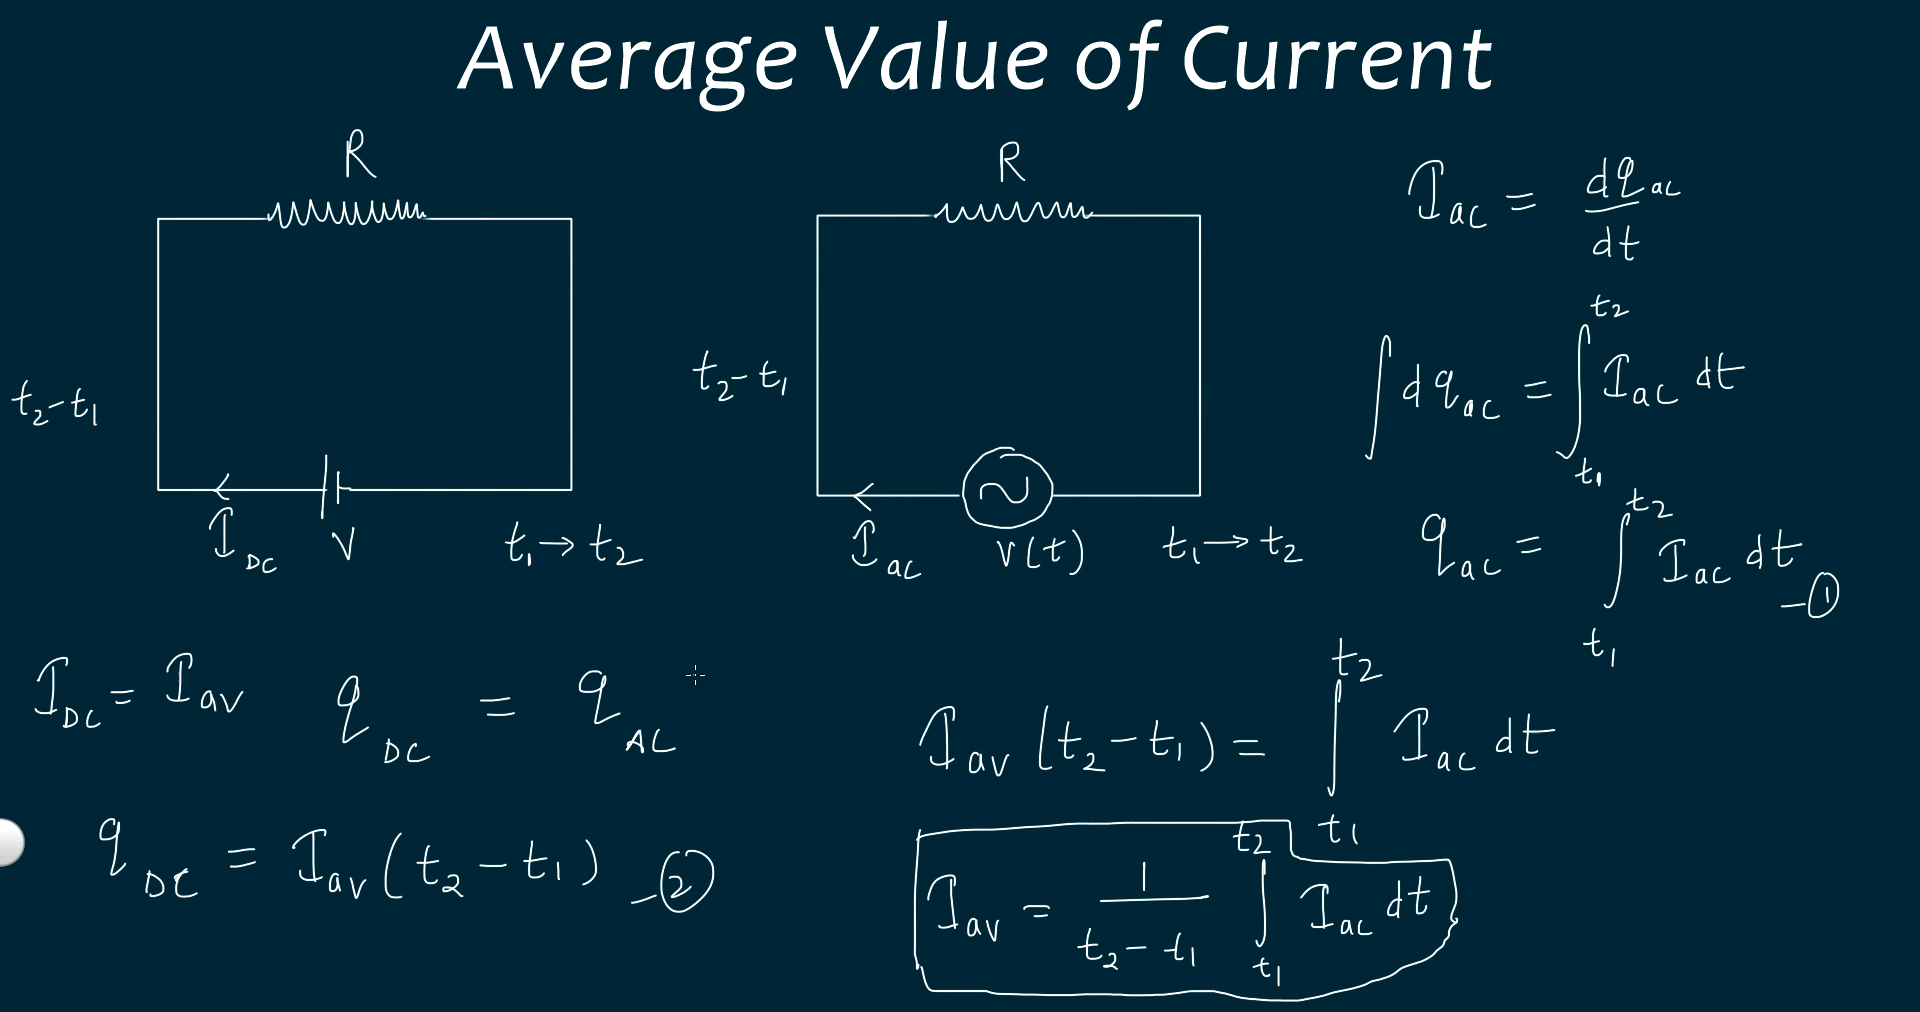 Average Value of Current
R
t₂-t₁
I_DC
V
t₁→t₂
R
t₂-t₁
I_ac
V(t)
t₁→t₂
I_ac = dq_ac/dt
∫dq_ac = ∫_{t₁}^{t₂} I_ac dt
q_ac = ∫_{t₁}^{t₂} I_ac dt -①
I_DC = I_av
q_DC = q_AC
q_DC = I_av(t₂-t₁) -②
I_av(t₂-t₁) = ∫_{t₁}^{t₂} I_ac dt
I_av = 1/(t₂-t₁) ∫_{t₁}^{t₂} I_ac dt